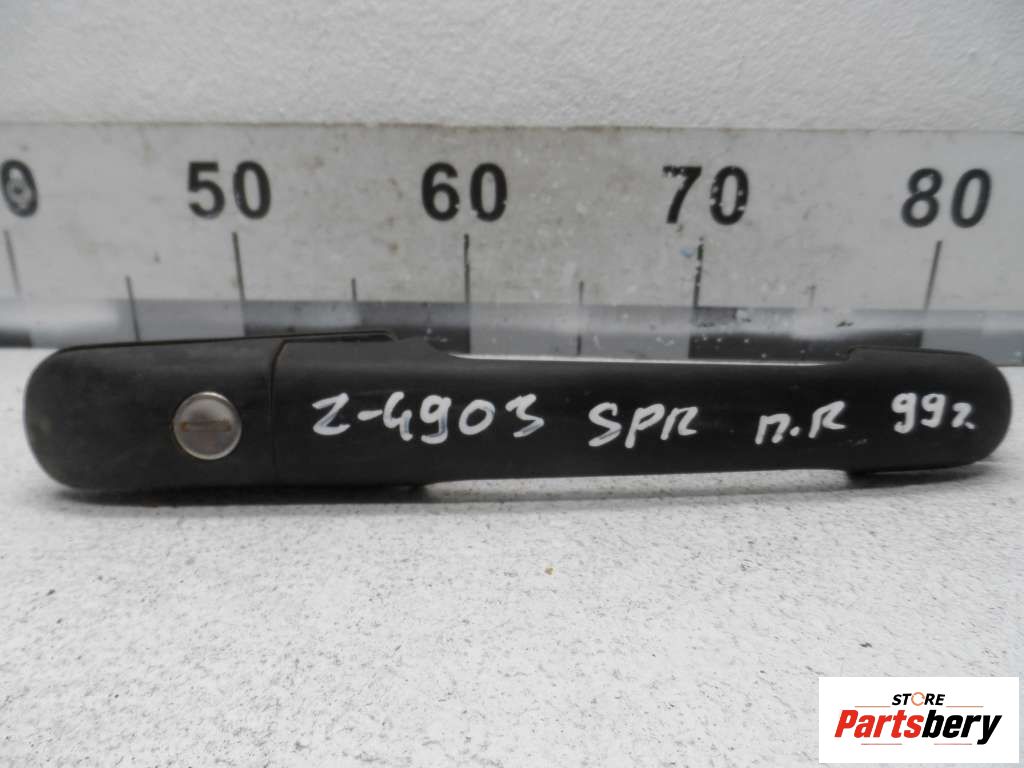 0 50 60 70 80
Z-4903 SPR п.R 99г.
STORE
Partsbery